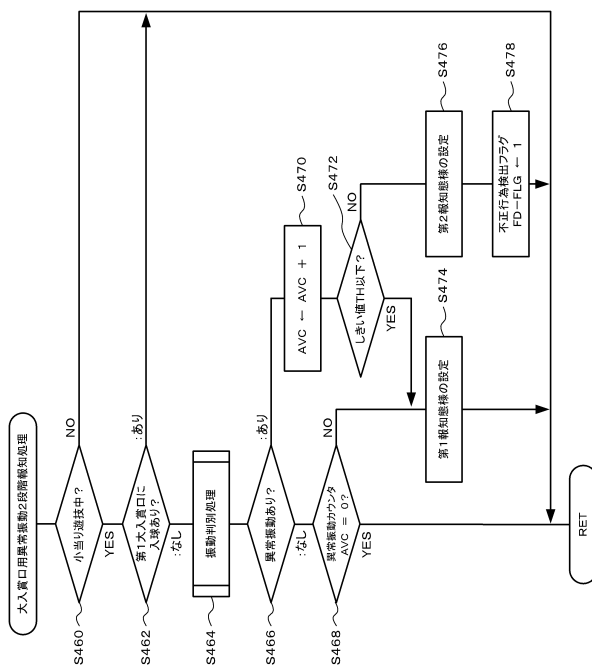 大入賞口用異常振動2段階報知処理
S460
小当り遊技中？
NO
YES
S462
第1大入賞口に
入球あり？
:あり
:なし
S464
振動判別処理
S466
異常振動あり？
:あり
:なし
S470
AVC ← AVC ＋ 1
S468
異常振動カウンタ
AVC ＝ 0？
NO
YES
S472
しきい値TH以下？
NO
YES
S474
第1報知態様の設定
S476
第2報知態様の設定
S478
不正行為検出フラグ
FD－FLG ← 1
RET